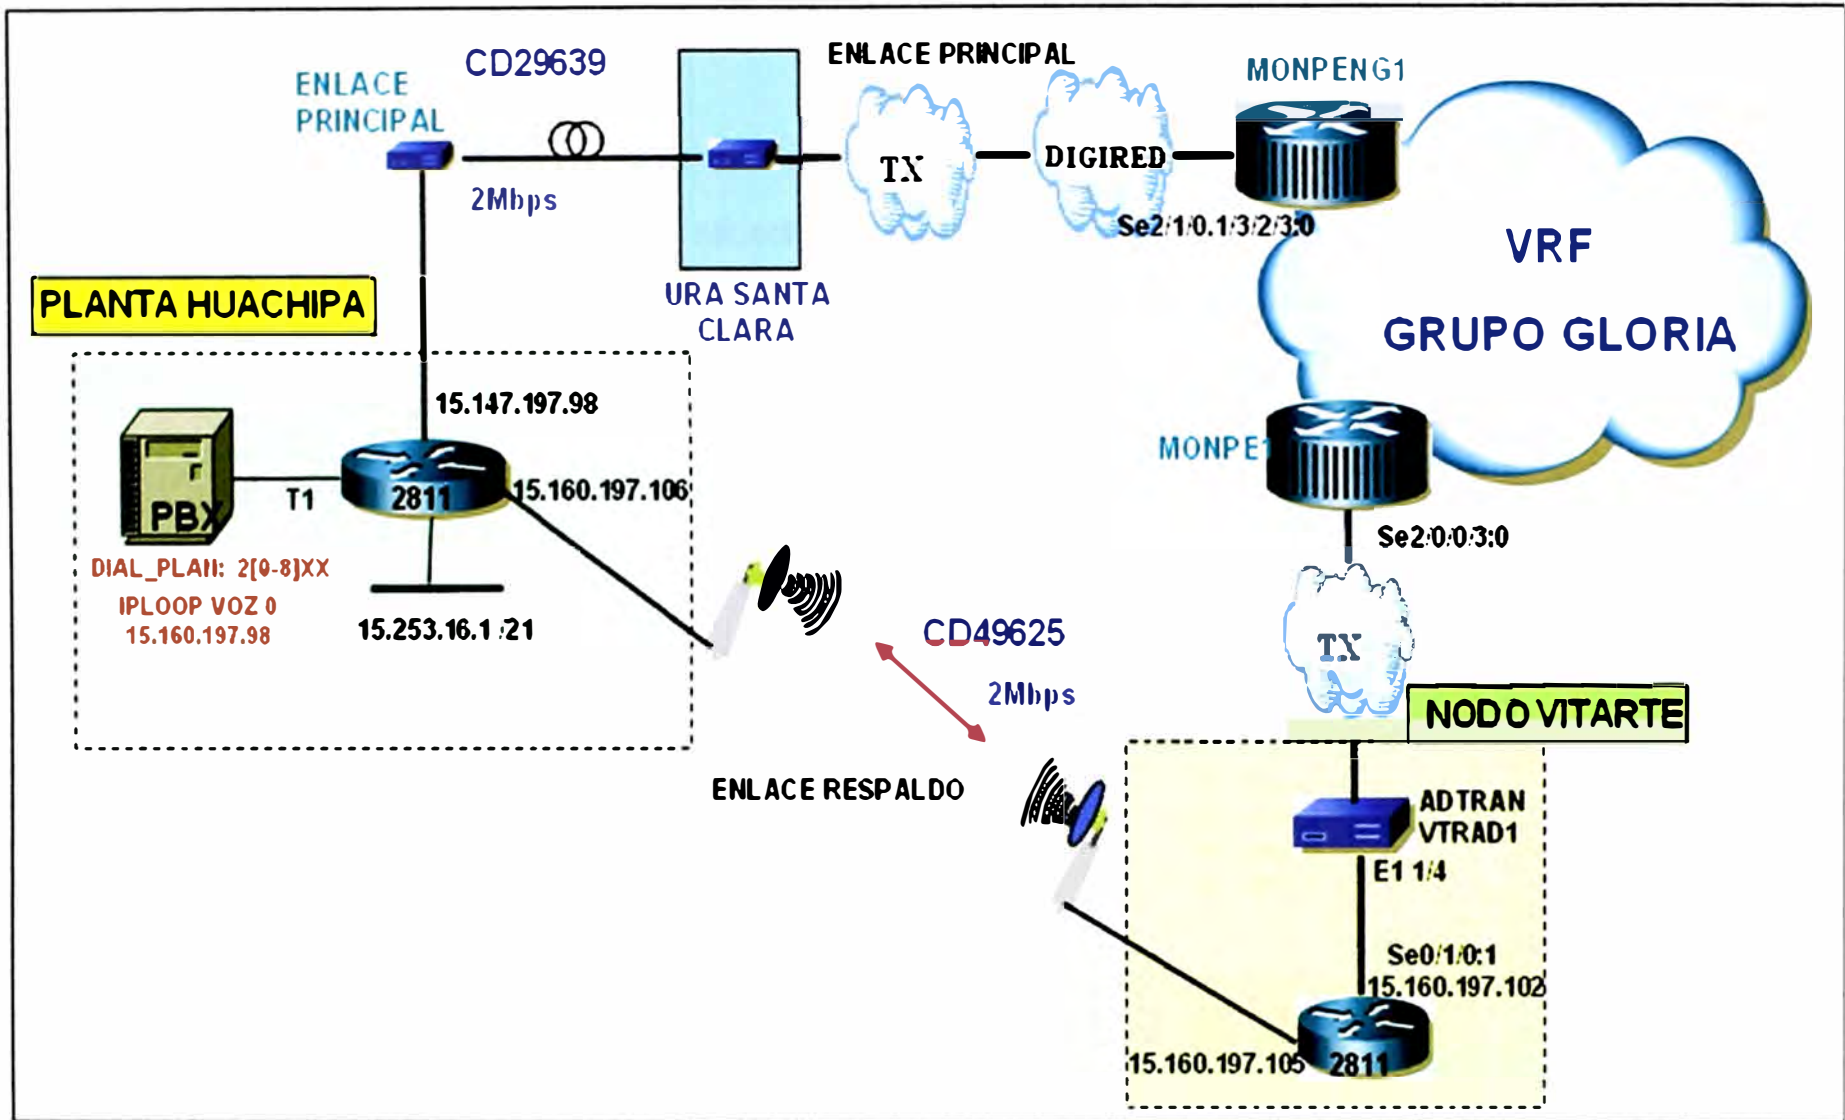 ENLACE PRINCIPAL
CD29639
MONPENG1
ENLACE
PRINCIPAL
TX
DIGIRED
2Mbps
Se2/1/0.1/3/2/3:0
VRF
GRUPO GLORIA
PLANTA HUACHIPA
URA SANTA
CLARA
15.147.197.98
MONPE1
T1
2811
15.160.197.106
PBX
Se2/0/0/3:0
DIAL_PLAN: 2[0-8]XX
IPLOOP VOZ 0
15.160.197.98
15.253.16.1 /21
CD49625
TX
2Mbps
NODO VITARTE
ENLACE RESPALDO
ADTRAN
VTRAD1
E1 1/4
Se0/1/0:1
15.160.197.102
15.160.197.105
2811